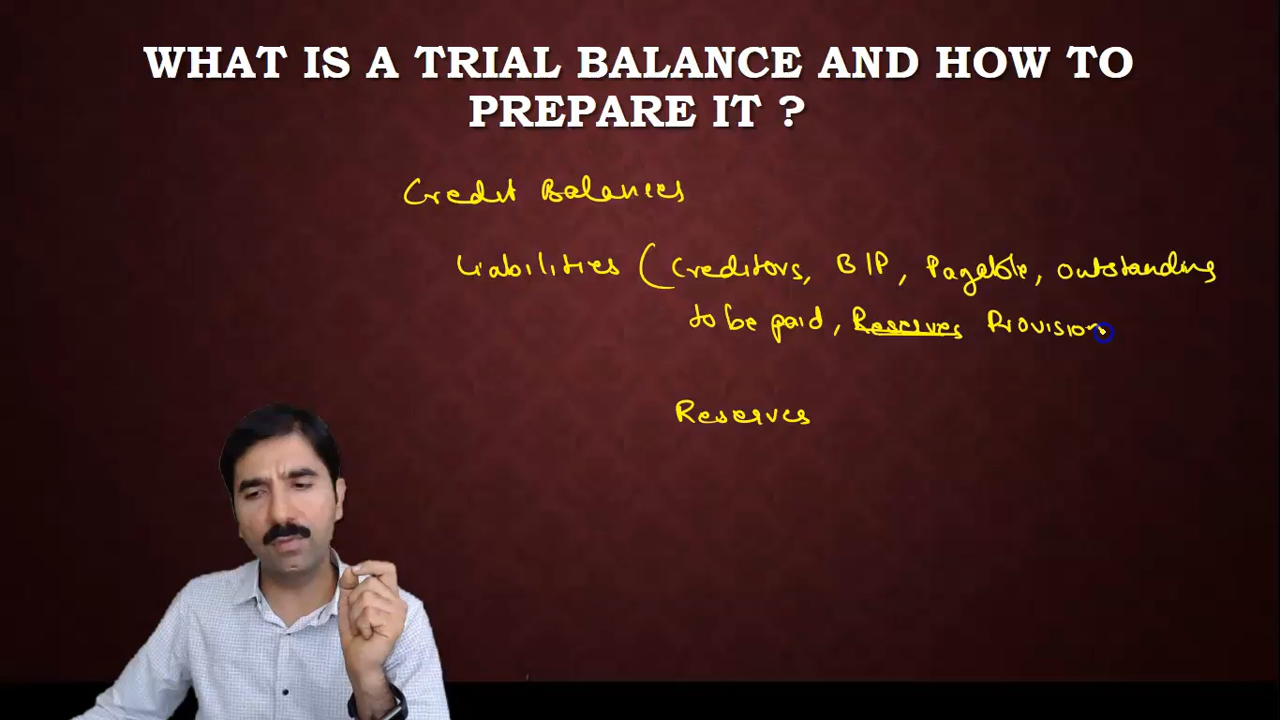 WHAT IS A TRIAL BALANCE AND HOW TO
PREPARE IT ?
Credit Balances
Liabilities (Creditors, B/P, Payable, outstanding
to be paid, Reserves Provision
Reserves